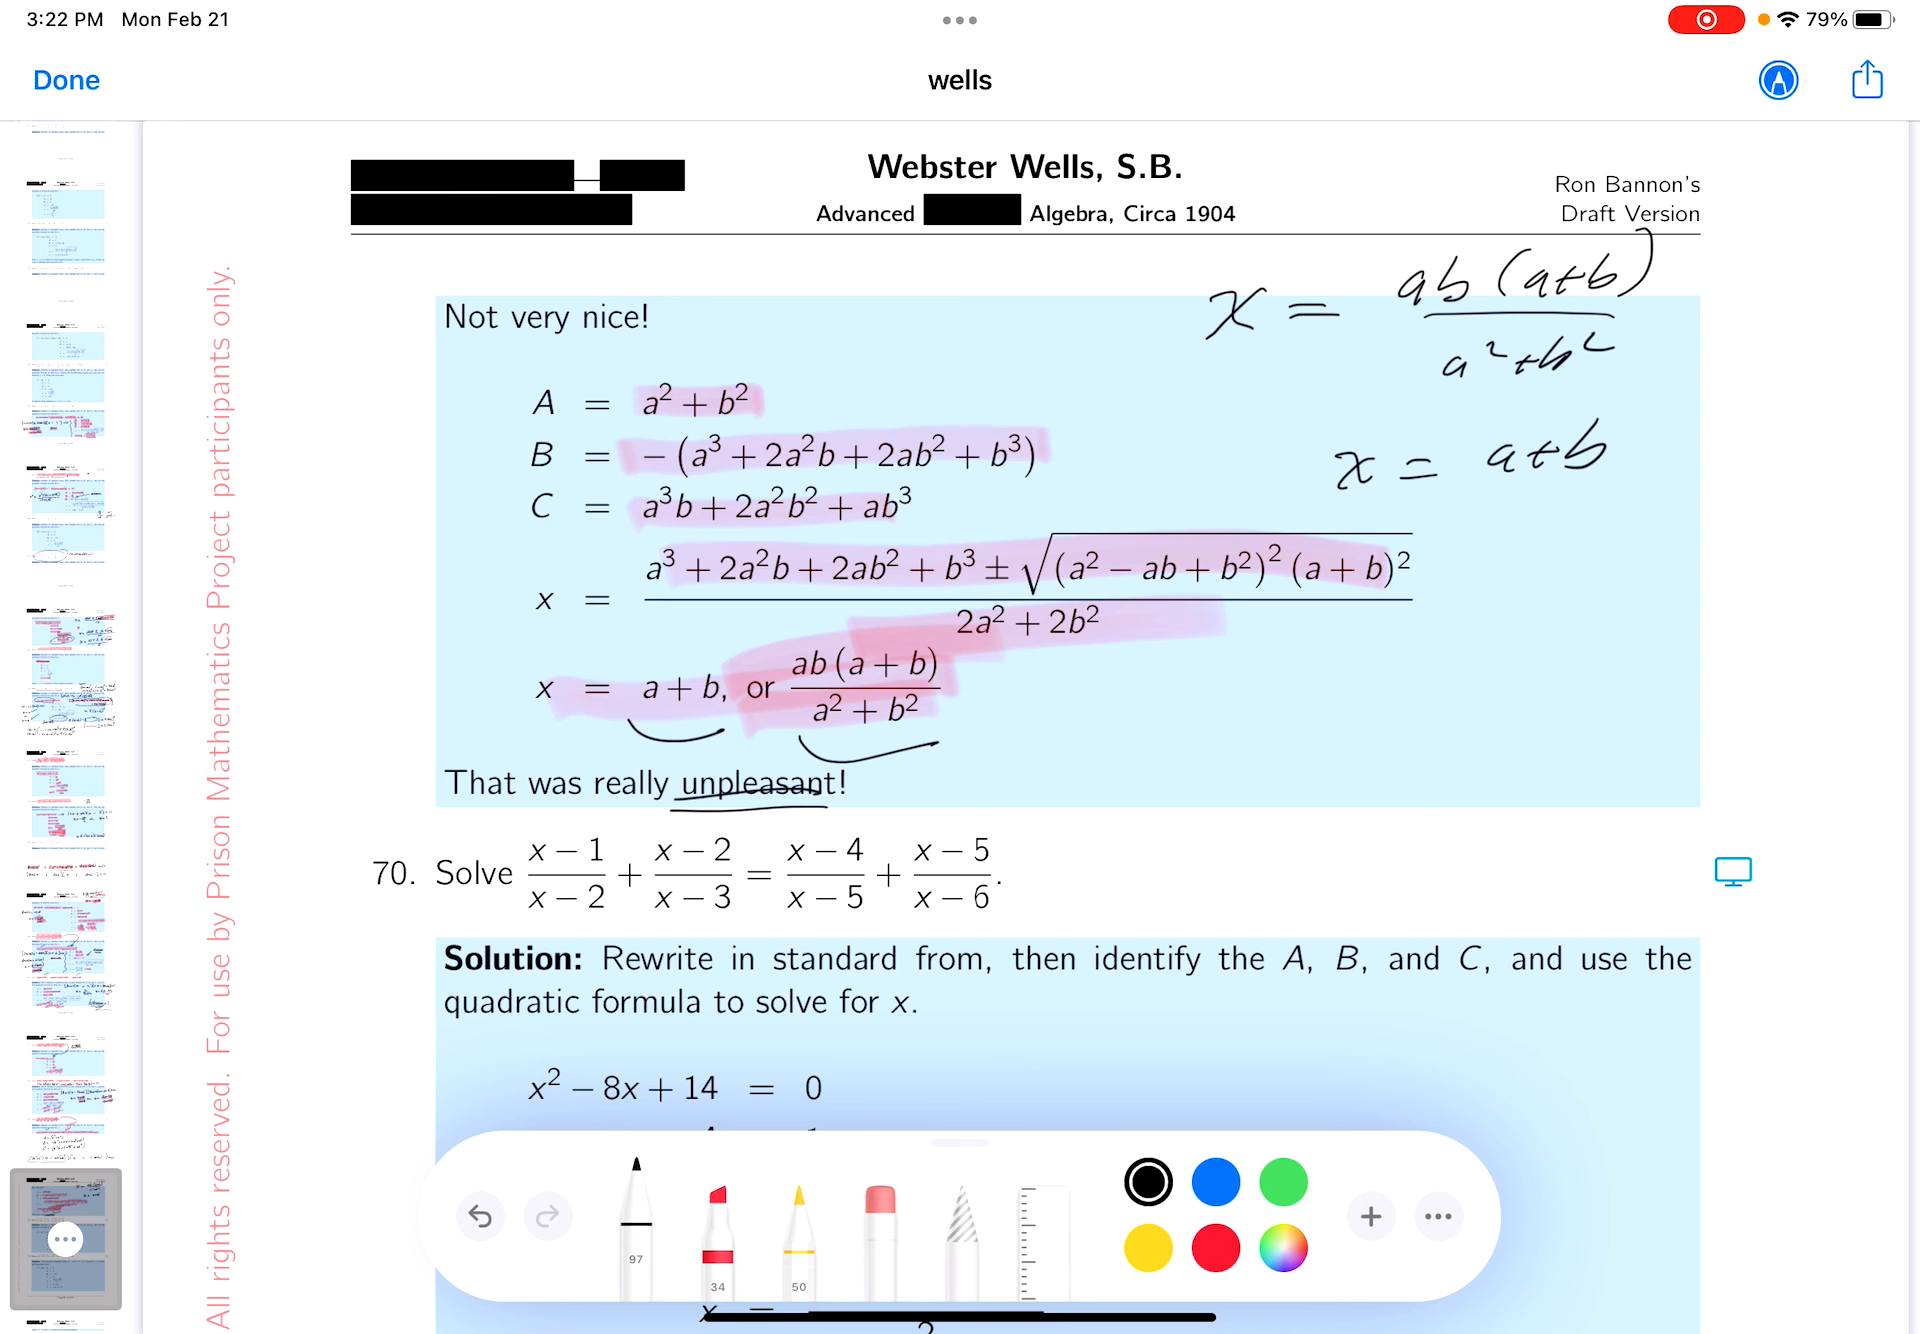 3:22 PM Mon Feb 21
79%
Done
wells
Webster Wells, S.B.
Advanced Algebra, Circa 1904
Ron Bannon's
Draft Version
All rights reserved. For use by Prison Mathematics Project participants only.
x = ab (a+b) / a² + b²
x = a+b
Not very nice!
A = a² + b²
B = − (a³ + 2a²b + 2ab² + b³)
C = a³b + 2a²b² + ab³
x = a³ + 2a²b + 2ab² + b³ ± √(a² − ab + b²)² (a + b)² / 2a² + 2b²
x = a + b, or ab (a + b) / a² + b²
That was really unpleasant!
70. Solve x − 1 / x − 2 + x − 2 / x − 3 = x − 4 / x − 5 + x − 5 / x − 6.
Solution: Rewrite in standard from, then identify the A, B, and C, and use the
quadratic formula to solve for x.
x² − 8x + 14 = 0
97
34
50
x =